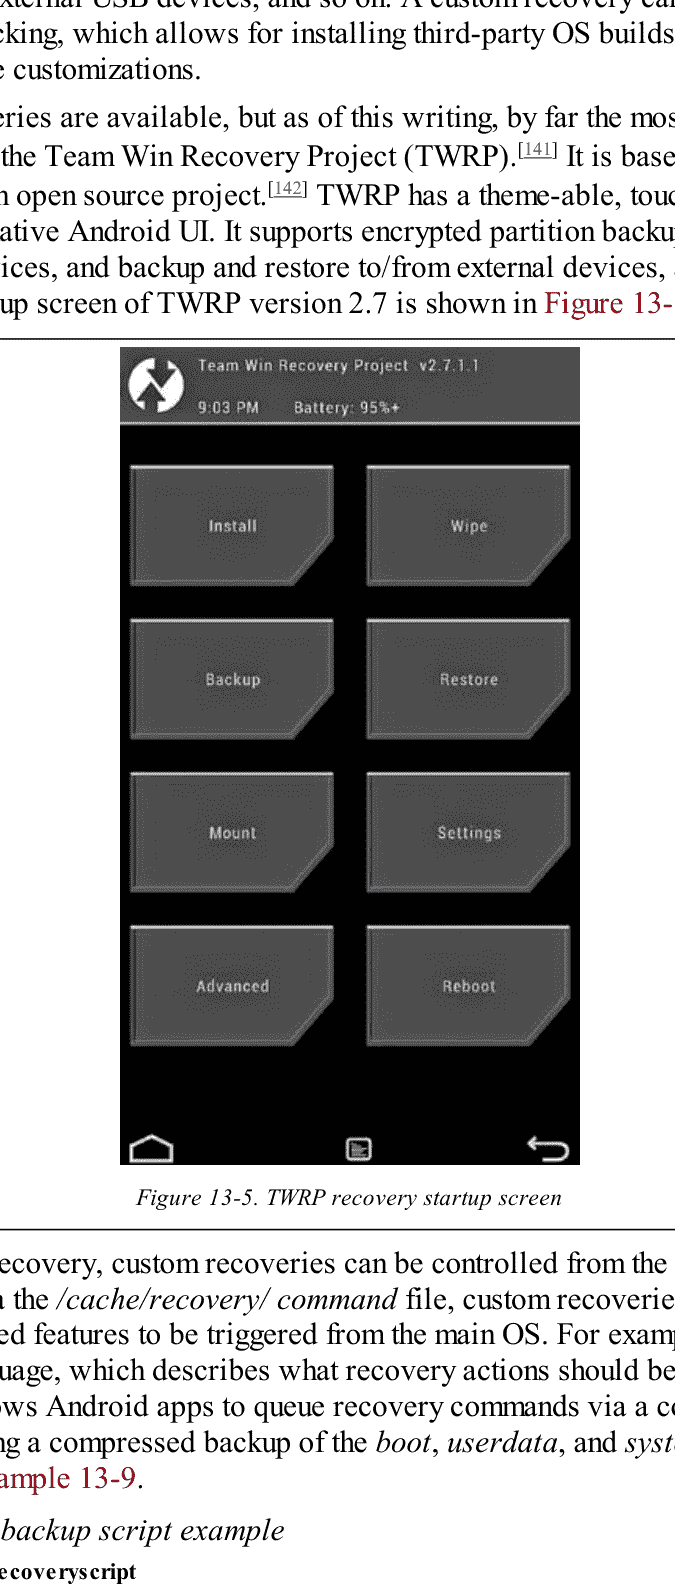 external USB devices, and so on. A custom recovery can
cking, which allows for installing third-party OS builds
e customizations.
eries are available, but as of this writing, by far the mos
the Team Win Recovery Project (TWRP).[141] It is base
n open source project.[142] TWRP has a theme-able, touc
ative Android UI. It supports encrypted partition backup
ices, and backup and restore to/from external devices,
up screen of TWRP version 2.7 is shown in Figure 13-
Team Win Recovery Project v2.7.1.1
9:03 PM Battery: 95%+
Install Wipe
Backup Restore
Mount Settings
Advanced Reboot
Figure 13-5. TWRP recovery startup screen
ecovery, custom recoveries can be controlled from the
a the /cache/recovery/ command file, custom recoverie
ed features to be triggered from the main OS. For examp
uage, which describes what recovery actions should be
ows Android apps to queue recovery commands via a co
ng a compressed backup of the boot, userdata, and syst
ample 13-9.
backup script example
ecoveryscript